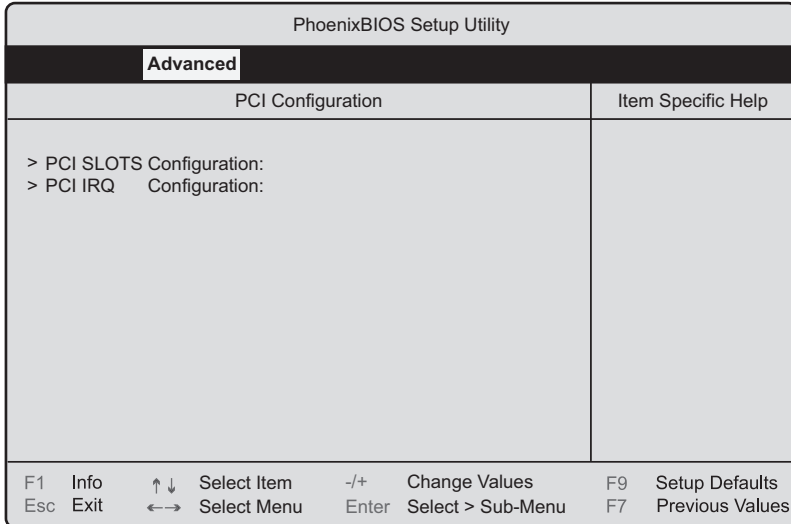 PhoenixBIOS Setup Utility
Advanced
PCI Configuration
Item Specific Help
> PCI SLOTS Configuration:
> PCI IRQ Configuration:
F1 Info ↑↓ Select Item -/+ Change Values F9 Setup Defaults
Esc Exit ←→ Select Menu Enter Select > Sub-Menu F7 Previous Values